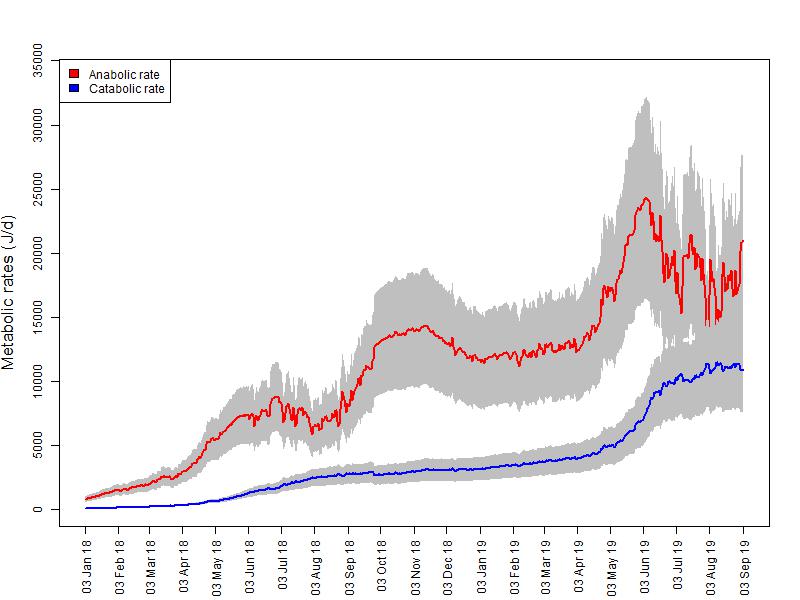 Anabolic rate
Catabolic rate
Metabolic rates (J/d)
35000
30000
25000
20000
15000
10000
5000
0
03 Jan 18
03 Feb 18
03 Mar 18
03 Apr 18
03 May 18
03 Jun 18
03 Jul 18
03 Aug 18
03 Sep 18
03 Oct 18
03 Nov 18
03 Dec 18
03 Jan 19
03 Feb 19
03 Mar 19
03 Apr 19
03 May 19
03 Jun 19
03 Jul 19
03 Aug 19
03 Sep 19